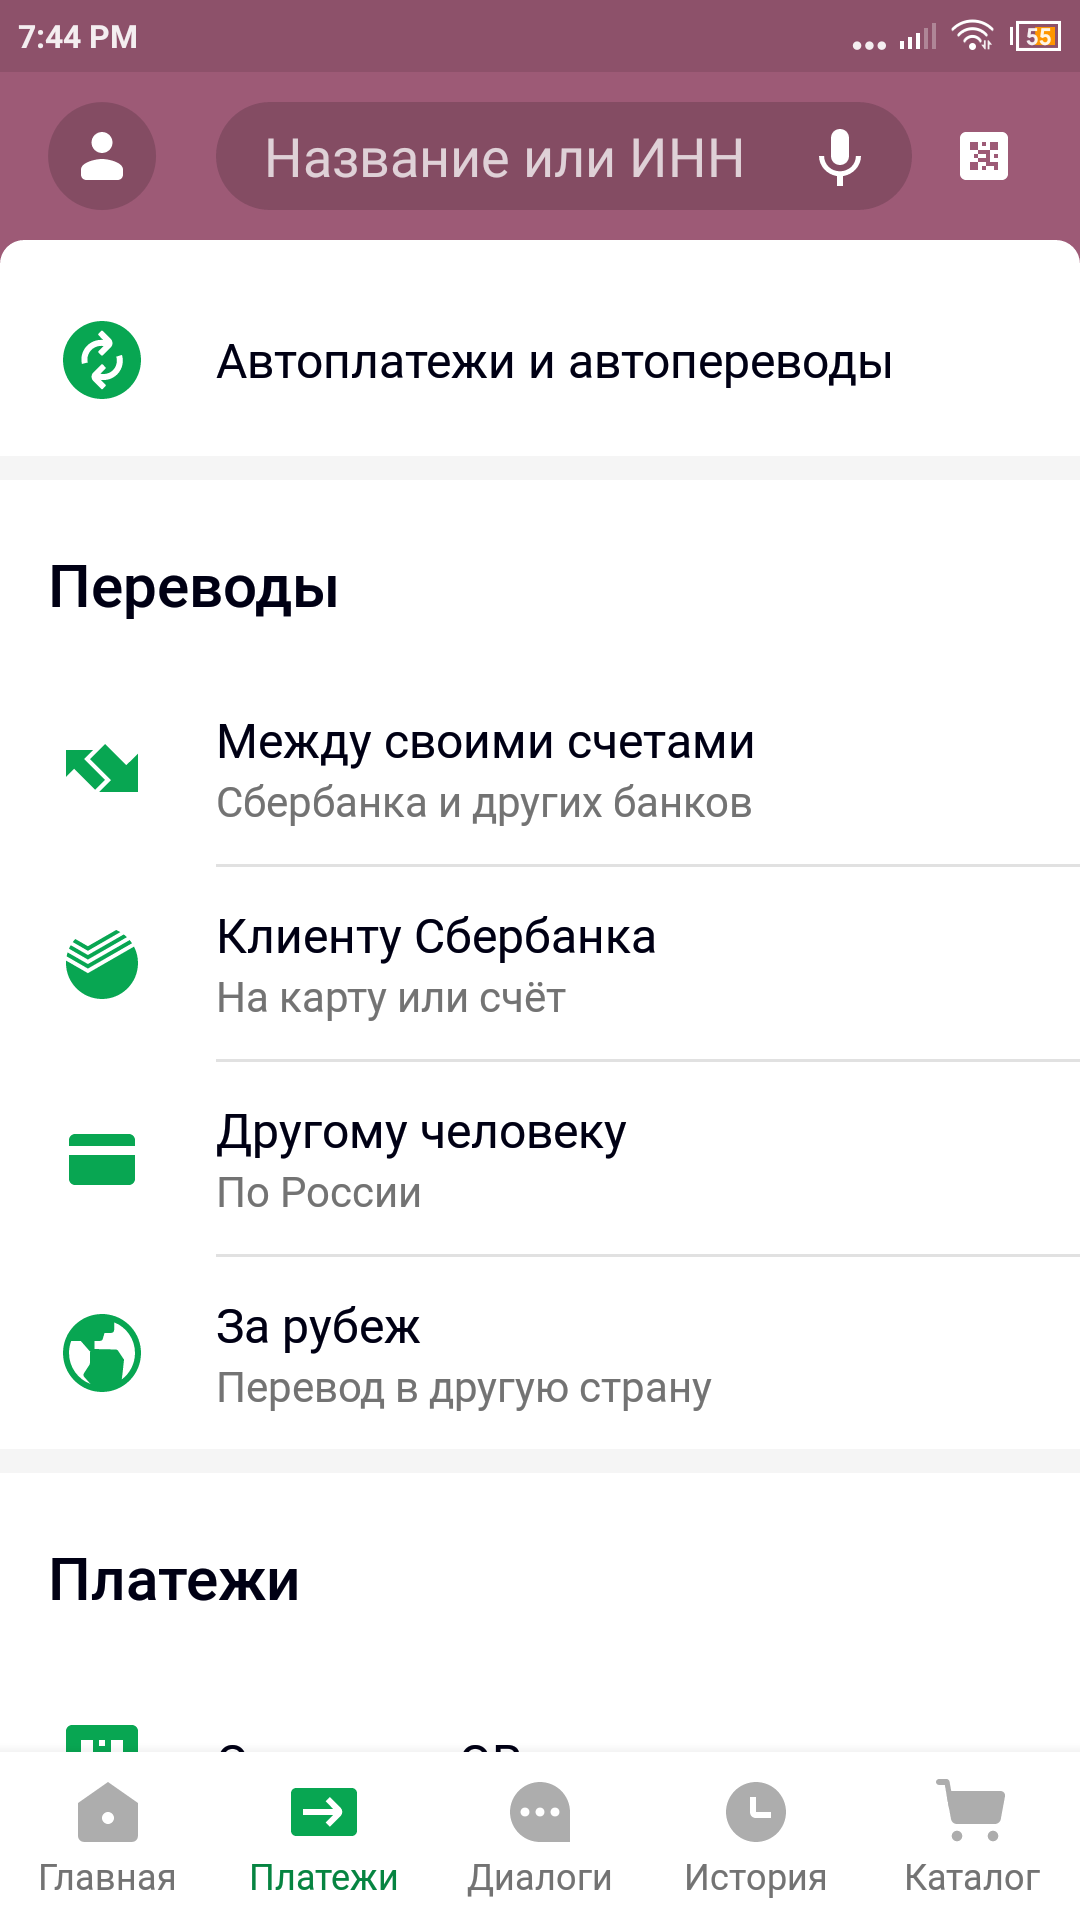 7:44 PM
55
Название или ИНН
Автоплатежи и автопереводы
Переводы
Между своими счетами
Сбербанка и других банков
Клиенту Сбербанка
На карту или счёт
Другому человеку
По России
За рубеж
Перевод в другую страну
Платежи
Главная
Платежи
Диалоги
История
Каталог